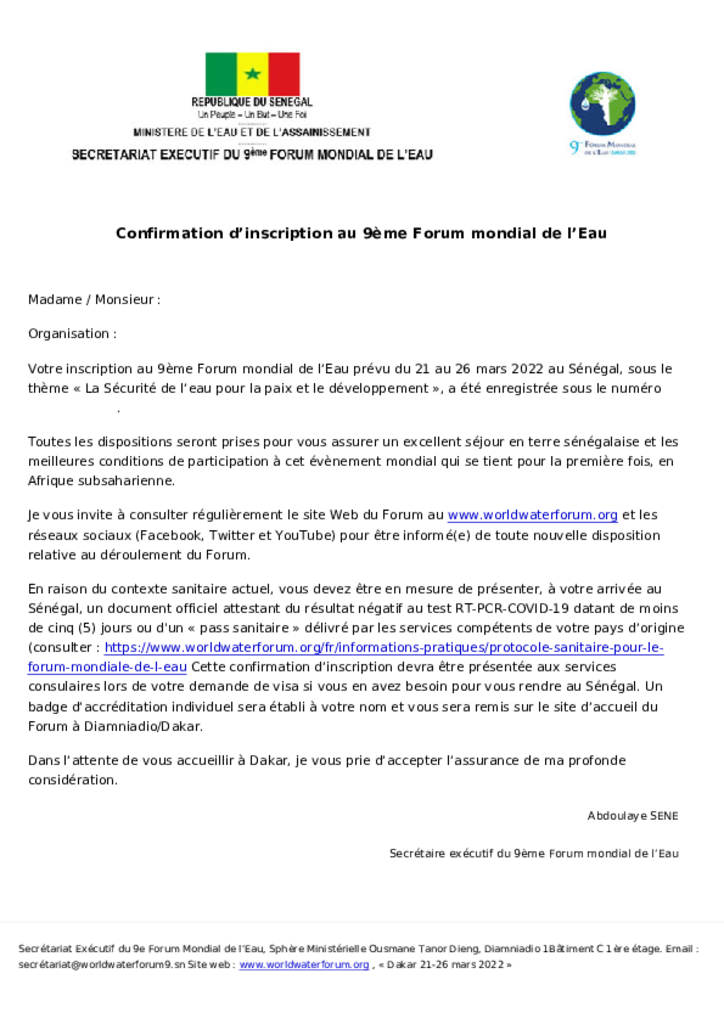 REPUBLIQUE DU SENEGAL
Un Peuple – Un But – Une Foi
MINISTERE DE L'EAU ET DE L'ASSAINISSEMENT
SECRETARIAT EXECUTIF DU 9ème FORUM MONDIAL DE L'EAU
9ème FORUM MONDIAL
DE L'EAU
Confirmation d’inscription au 9ème Forum mondial de l’Eau
Madame / Monsieur :
Organisation :
Votre inscription au 9ème Forum mondial de l’Eau prévu du 21 au 26 mars 2022 au Sénégal, sous le
thème « La Sécurité de l’eau pour la paix et le développement », a été enregistrée sous le numéro
.
Toutes les dispositions seront prises pour vous assurer un excellent séjour en terre sénégalaise et les
meilleures conditions de participation à cet évènement mondial qui se tient pour la première fois, en
Afrique subsaharienne.
Je vous invite à consulter régulièrement le site Web du Forum au www.worldwaterforum.org et les
réseaux sociaux (Facebook, Twitter et YouTube) pour être informé(e) de toute nouvelle disposition
relative au déroulement du Forum.
En raison du contexte sanitaire actuel, vous devez être en mesure de présenter, à votre arrivée au
Sénégal, un document officiel attestant du résultat négatif au test RT-PCR-COVID-19 datant de moins
de cinq (5) jours ou d'un « pass sanitaire » délivré par les services compétents de votre pays d'origine
(consulter : https://www.worldwaterforum.org/fr/informations-pratiques/protocole-sanitaire-pour-le-
forum-mondiale-de-l-eau Cette confirmation d’inscription devra être présentée aux services
consulaires lors de votre demande de visa si vous en avez besoin pour vous rendre au Sénégal. Un
badge d’accréditation individuel sera établi à votre nom et vous sera remis sur le site d’accueil du
Forum à Diamniadio/Dakar.
Dans l’attente de vous accueillir à Dakar, je vous prie d’accepter l’assurance de ma profonde
considération.
Abdoulaye SENE
Secrétaire exécutif du 9ème Forum mondial de l’Eau
Secrétariat Exécutif du 9e Forum Mondial de l’Eau, Sphère Ministérielle Ousmane Tanor Dieng, Diamniadio 1Bâtiment C 1ère étage. Email :
secrétariat@worldwaterforum9.sn Site web : www.worldwaterforum.org , « Dakar 21-26 mars 2022 »